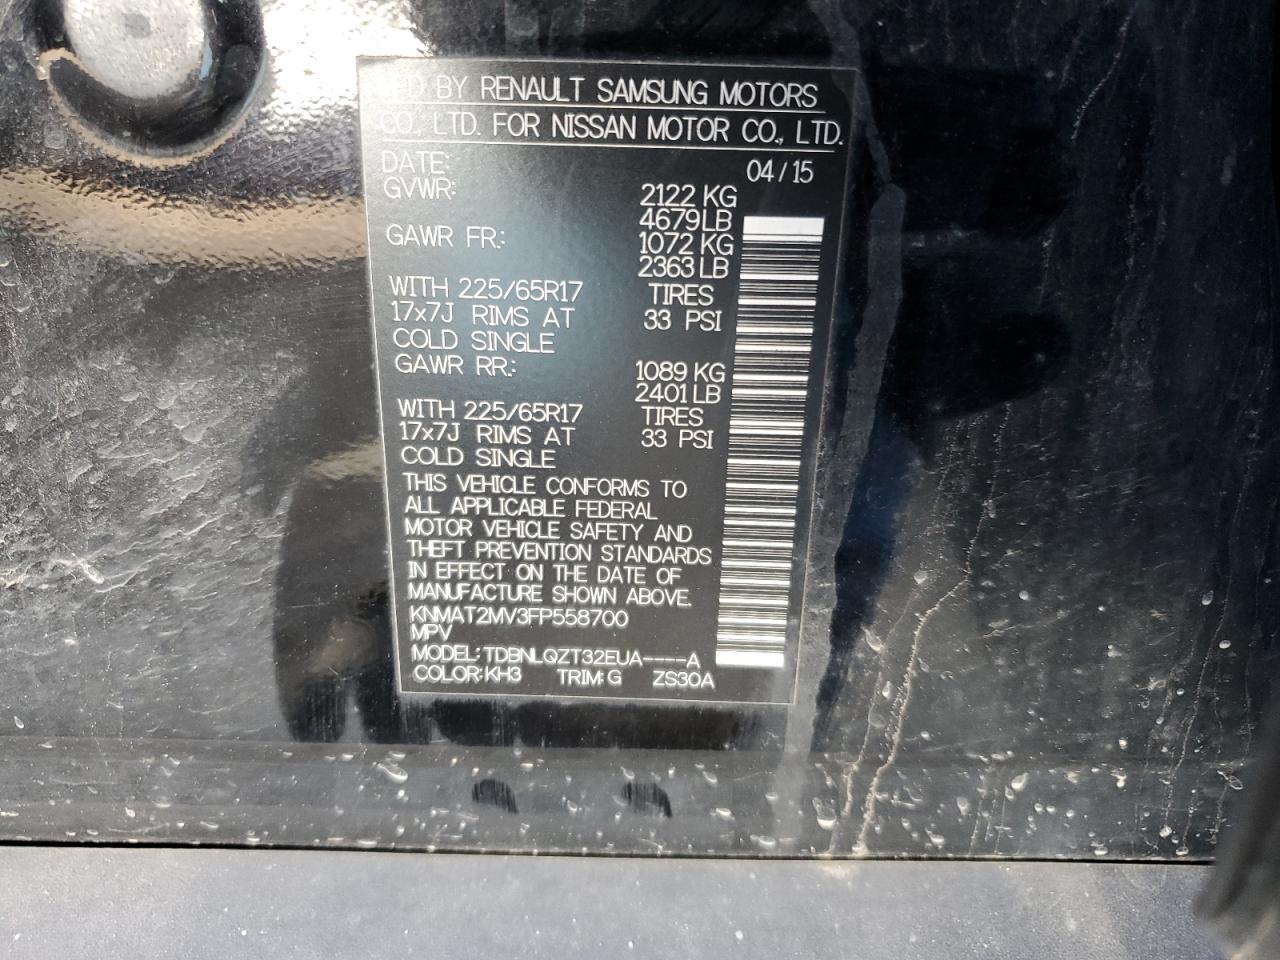 MFD BY RENAULT SAMSUNG MOTORS
CO., LTD. FOR NISSAN MOTOR CO., LTD.
DATE: 04/15
GVWR: 2122 KG
4679 LB
GAWR FR: 1072 KG
2363 LB
WITH 225/65R17 TIRES
17x7J RIMS AT 33 PSI
COLD SINGLE
GAWR RR: 1089 KG
2401 LB
WITH 225/65R17 TIRES
17x7J RIMS AT 33 PSI
COLD SINGLE
THIS VEHICLE CONFORMS TO
ALL APPLICABLE FEDERAL
MOTOR VEHICLE SAFETY AND
THEFT PREVENTION STANDARDS
IN EFFECT ON THE DATE OF
MANUFACTURE SHOWN ABOVE.
KNMAT2MV3FP558700
MPV
MODEL: TDBNLQZT32EUA----A
COLOR: KH3 TRIM: G ZS30A